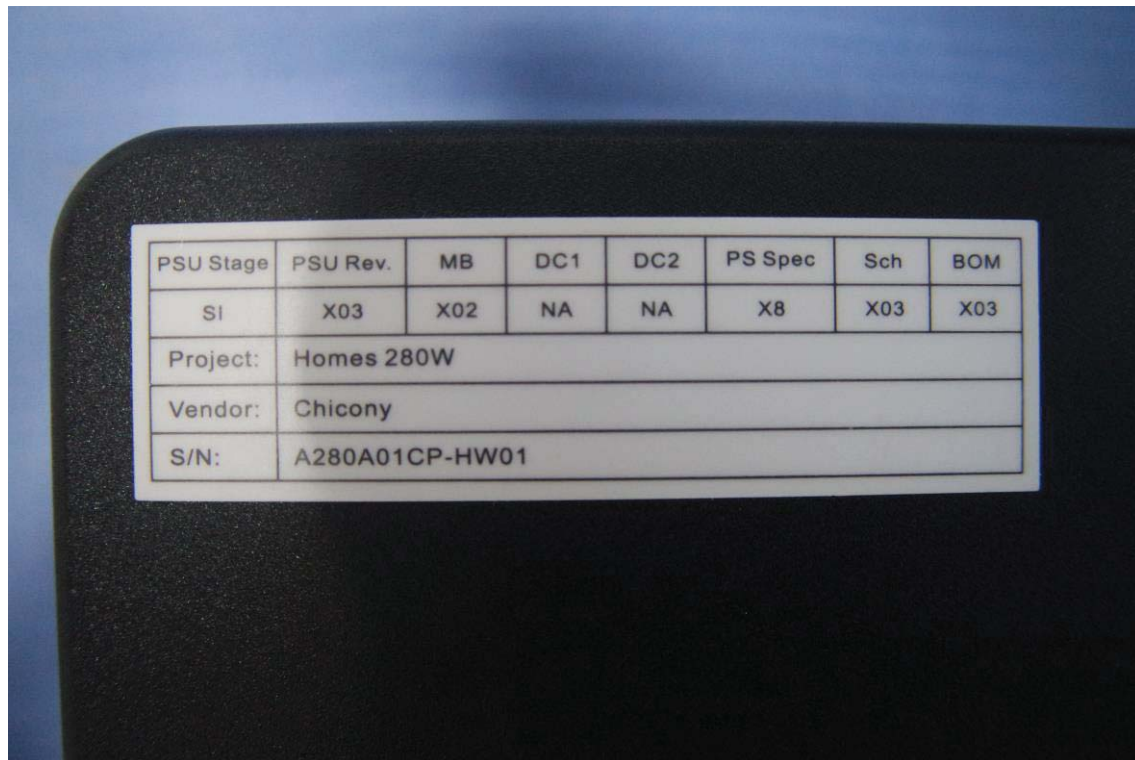 PSU Stage PSU Rev. MB DC1 DC2 PS Spec Sch BOM
SI X03 X02 NA NA X8 X03 X03
Project: Homes 280W
Vendor: Chicony
S/N: A280A01CP-HW01